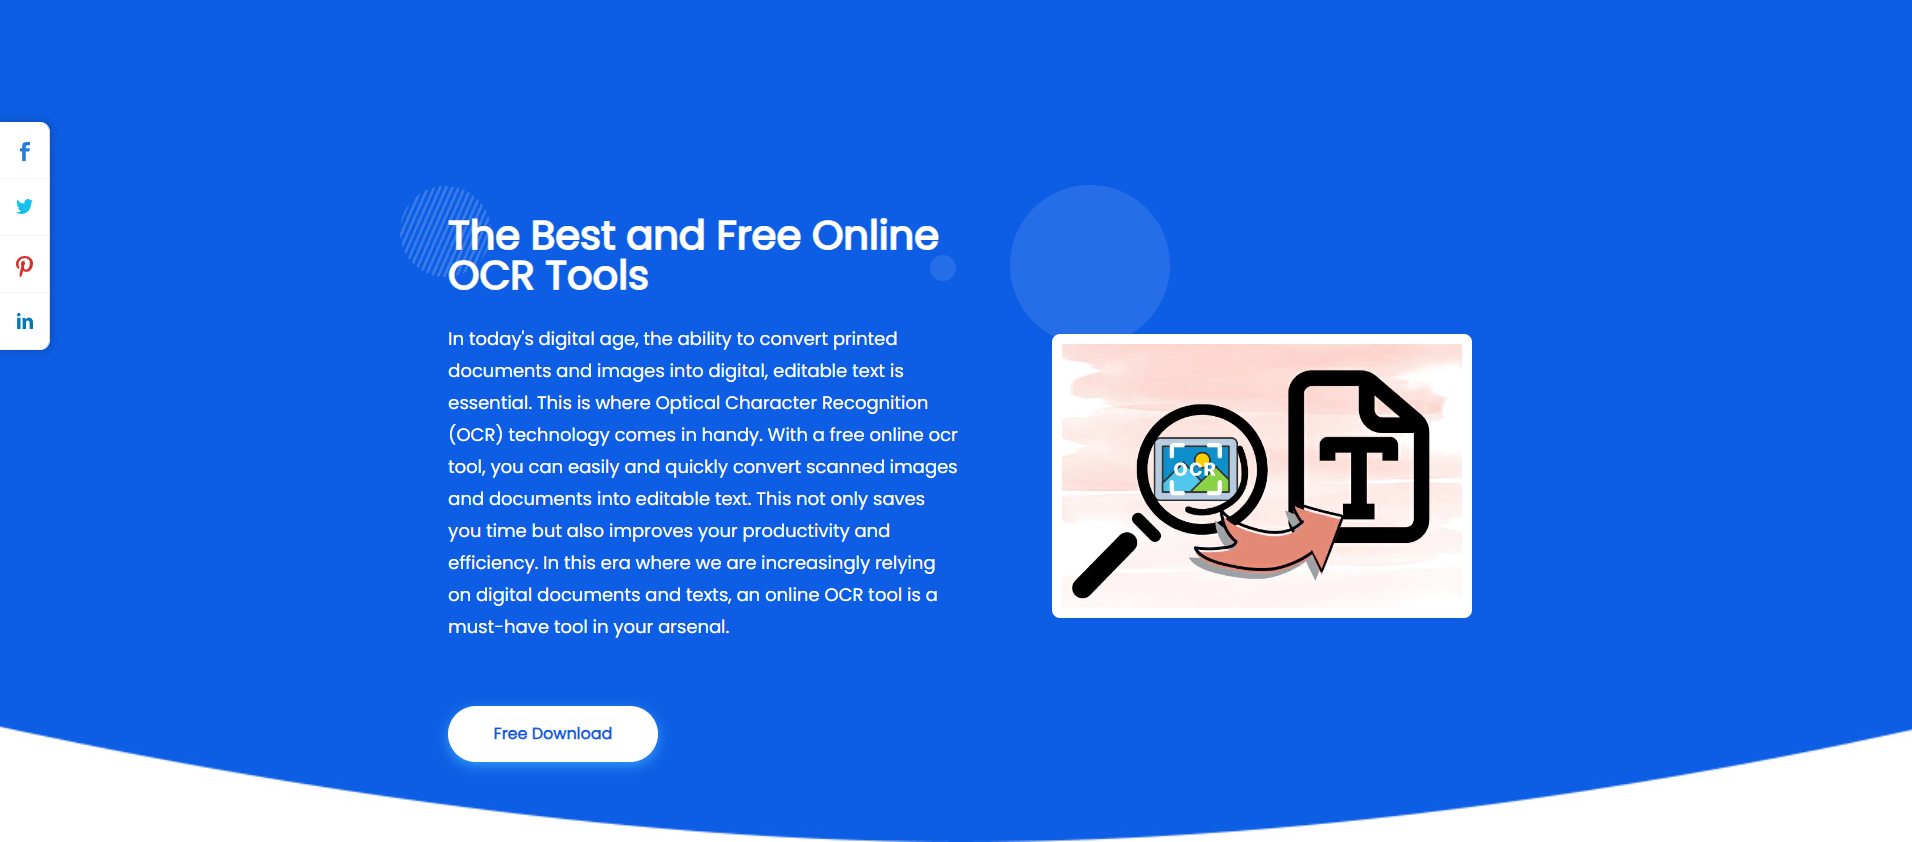 The Best and Free Online
OCR Tools
In today's digital age, the ability to convert printed
documents and images into digital, editable text is
essential. This is where Optical Character Recognition
(OCR) technology comes in handy. With a free online ocr
tool, you can easily and quickly convert scanned images
and documents into editable text. This not only saves
you time but also improves your productivity and
efficiency. In this era where we are increasingly relying
on digital documents and texts, an online OCR tool is a
must-have tool in your arsenal.
Free Download
OCR
T